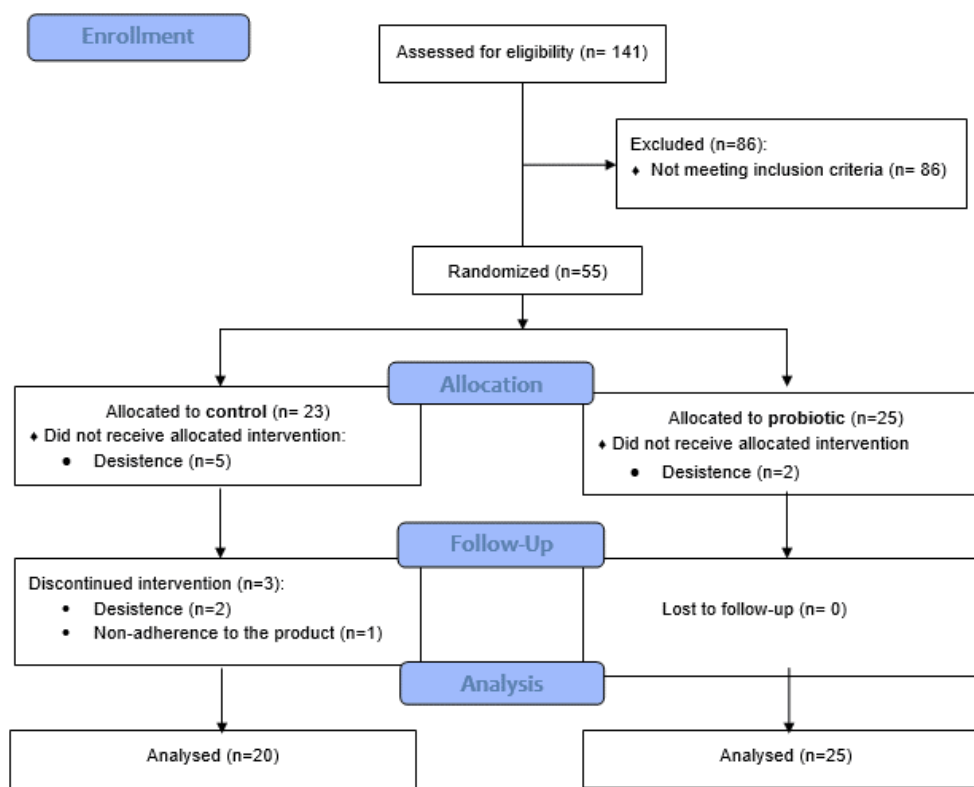 Enrollment
Assessed for eligibility (n= 141)
Excluded (n=86):
♦ Not meeting inclusion criteria (n= 86)
Randomized (n=55)
Allocation
Allocated to control (n= 23)
♦ Did not receive allocated intervention:
● Desistence (n=5)
Allocated to probiotic (n=25)
♦ Did not receive allocated intervention
● Desistence (n=2)
Follow-Up
Discontinued intervention (n=3):
• Desistence (n=2)
• Non-adherence to the product (n=1)
Lost to follow-up (n= 0)
Analysis
Analysed (n=20)
Analysed (n=25)